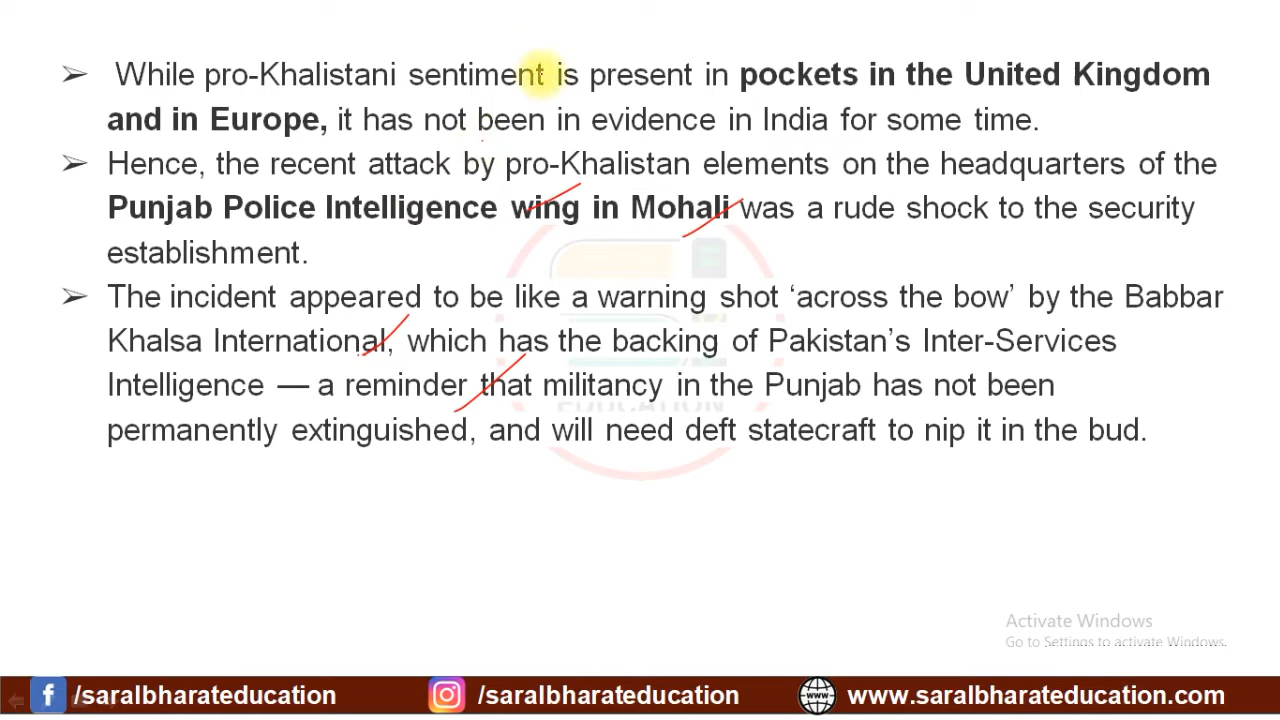 ➢ While pro-Khalistani sentiment is present in pockets in the United Kingdom
and in Europe, it has not been in evidence in India for some time.
➢ Hence, the recent attack by pro-Khalistan elements on the headquarters of the
Punjab Police Intelligence wing in Mohali was a rude shock to the security
establishment.
➢ The incident appeared to be like a warning shot ‘across the bow’ by the Babbar
Khalsa International, which has the backing of Pakistan’s Inter-Services
Intelligence — a reminder that militancy in the Punjab has not been
EDUCATION
permanently extinguished, and will need deft statecraft to nip it in the bud.
Activate Windows
Go to Settings to activate Windows.
/saralbharateducation /saralbharateducation www.saralbharateducation.com